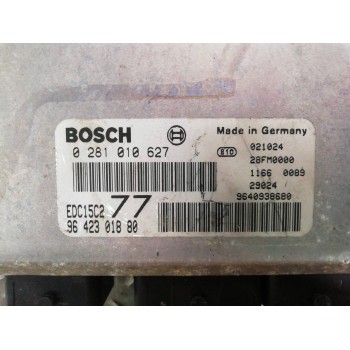 BOSCH
Made in Germany
0 281 010 627
e10
021024
28FM0000
1166 0089
29024
9640938680
EDC15C2 77
96 423 018 80